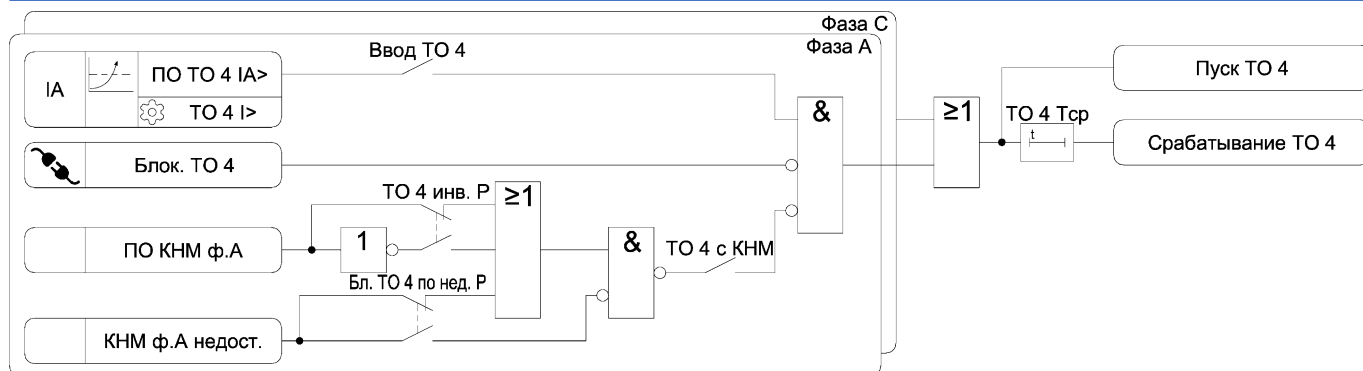 Фаза С
Фаза А
Ввод ТО 4
IA
ПО ТО 4 IA>
ТО 4 I>
&
≥1
Пуск ТО 4
ТО 4 Тср
t
Срабатывание ТО 4
Блок. ТО 4
ТО 4 инв. Р
≥1
ПО КНМ ф.А
1
&
ТО 4 с КНМ
Бл. ТО 4 по нед. Р
КНМ ф.А недост.